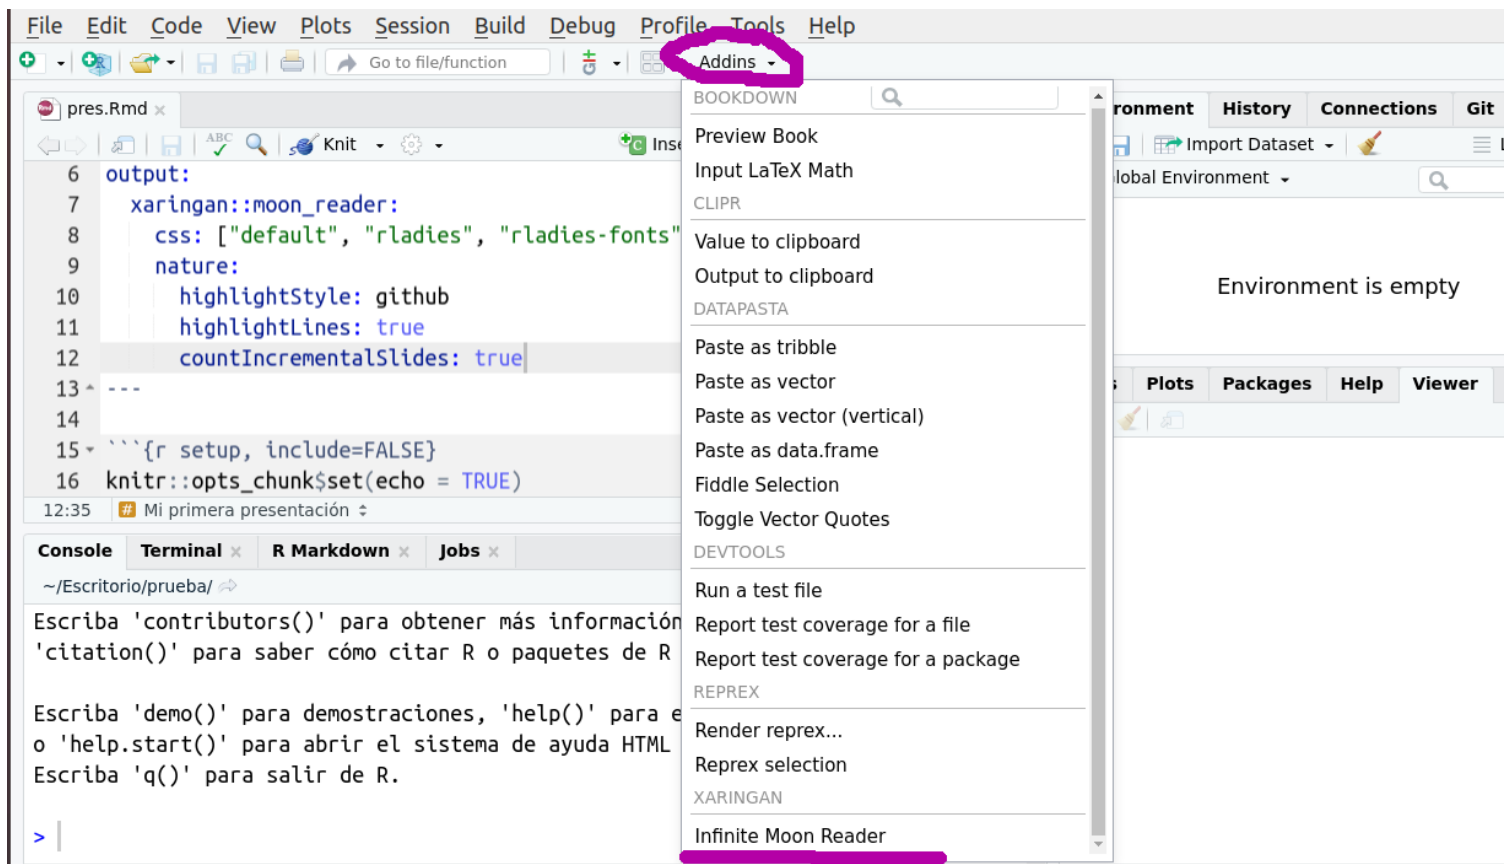 File Edit Code View Plots Session Build Debug Profile Tools Help
Go to file/function Addins
pres.Rmd
ABC Knit
6 output:
7 xaringan::moon_reader:
8 css: ["default", "rladies", "rladies-fonts"
9 nature:
10 highlightStyle: github
11 highlightLines: true
12 countIncrementalSlides: true
13 ---
14
15 ```{r setup, include=FALSE}
16 knitr::opts_chunk$set(echo = TRUE)
12:35 # Mi primera presentación
Console Terminal R Markdown Jobs
~/Escritorio/prueba/
Escriba 'contributors()' para obtener más información
'citation()' para saber cómo citar R o paquetes de R
Escriba 'demo()' para demostraciones, 'help()' para e
o 'help.start()' para abrir el sistema de ayuda HTML
Escriba 'q()' para salir de R.
>
BOOKDOWN
Preview Book
Input LaTeX Math
CLIPR
Value to clipboard
Output to clipboard
DATAPASTA
Paste as tribble
Paste as vector
Paste as vector (vertical)
Paste as data.frame
Fiddle Selection
Toggle Vector Quotes
DEVTOOLS
Run a test file
Report test coverage for a file
Report test coverage for a package
REPREX
Render reprex...
Reprex selection
XARINGAN
Infinite Moon Reader
ronment History Connections Git
Import Dataset
lobal Environment
Environment is empty
Plots Packages Help Viewer